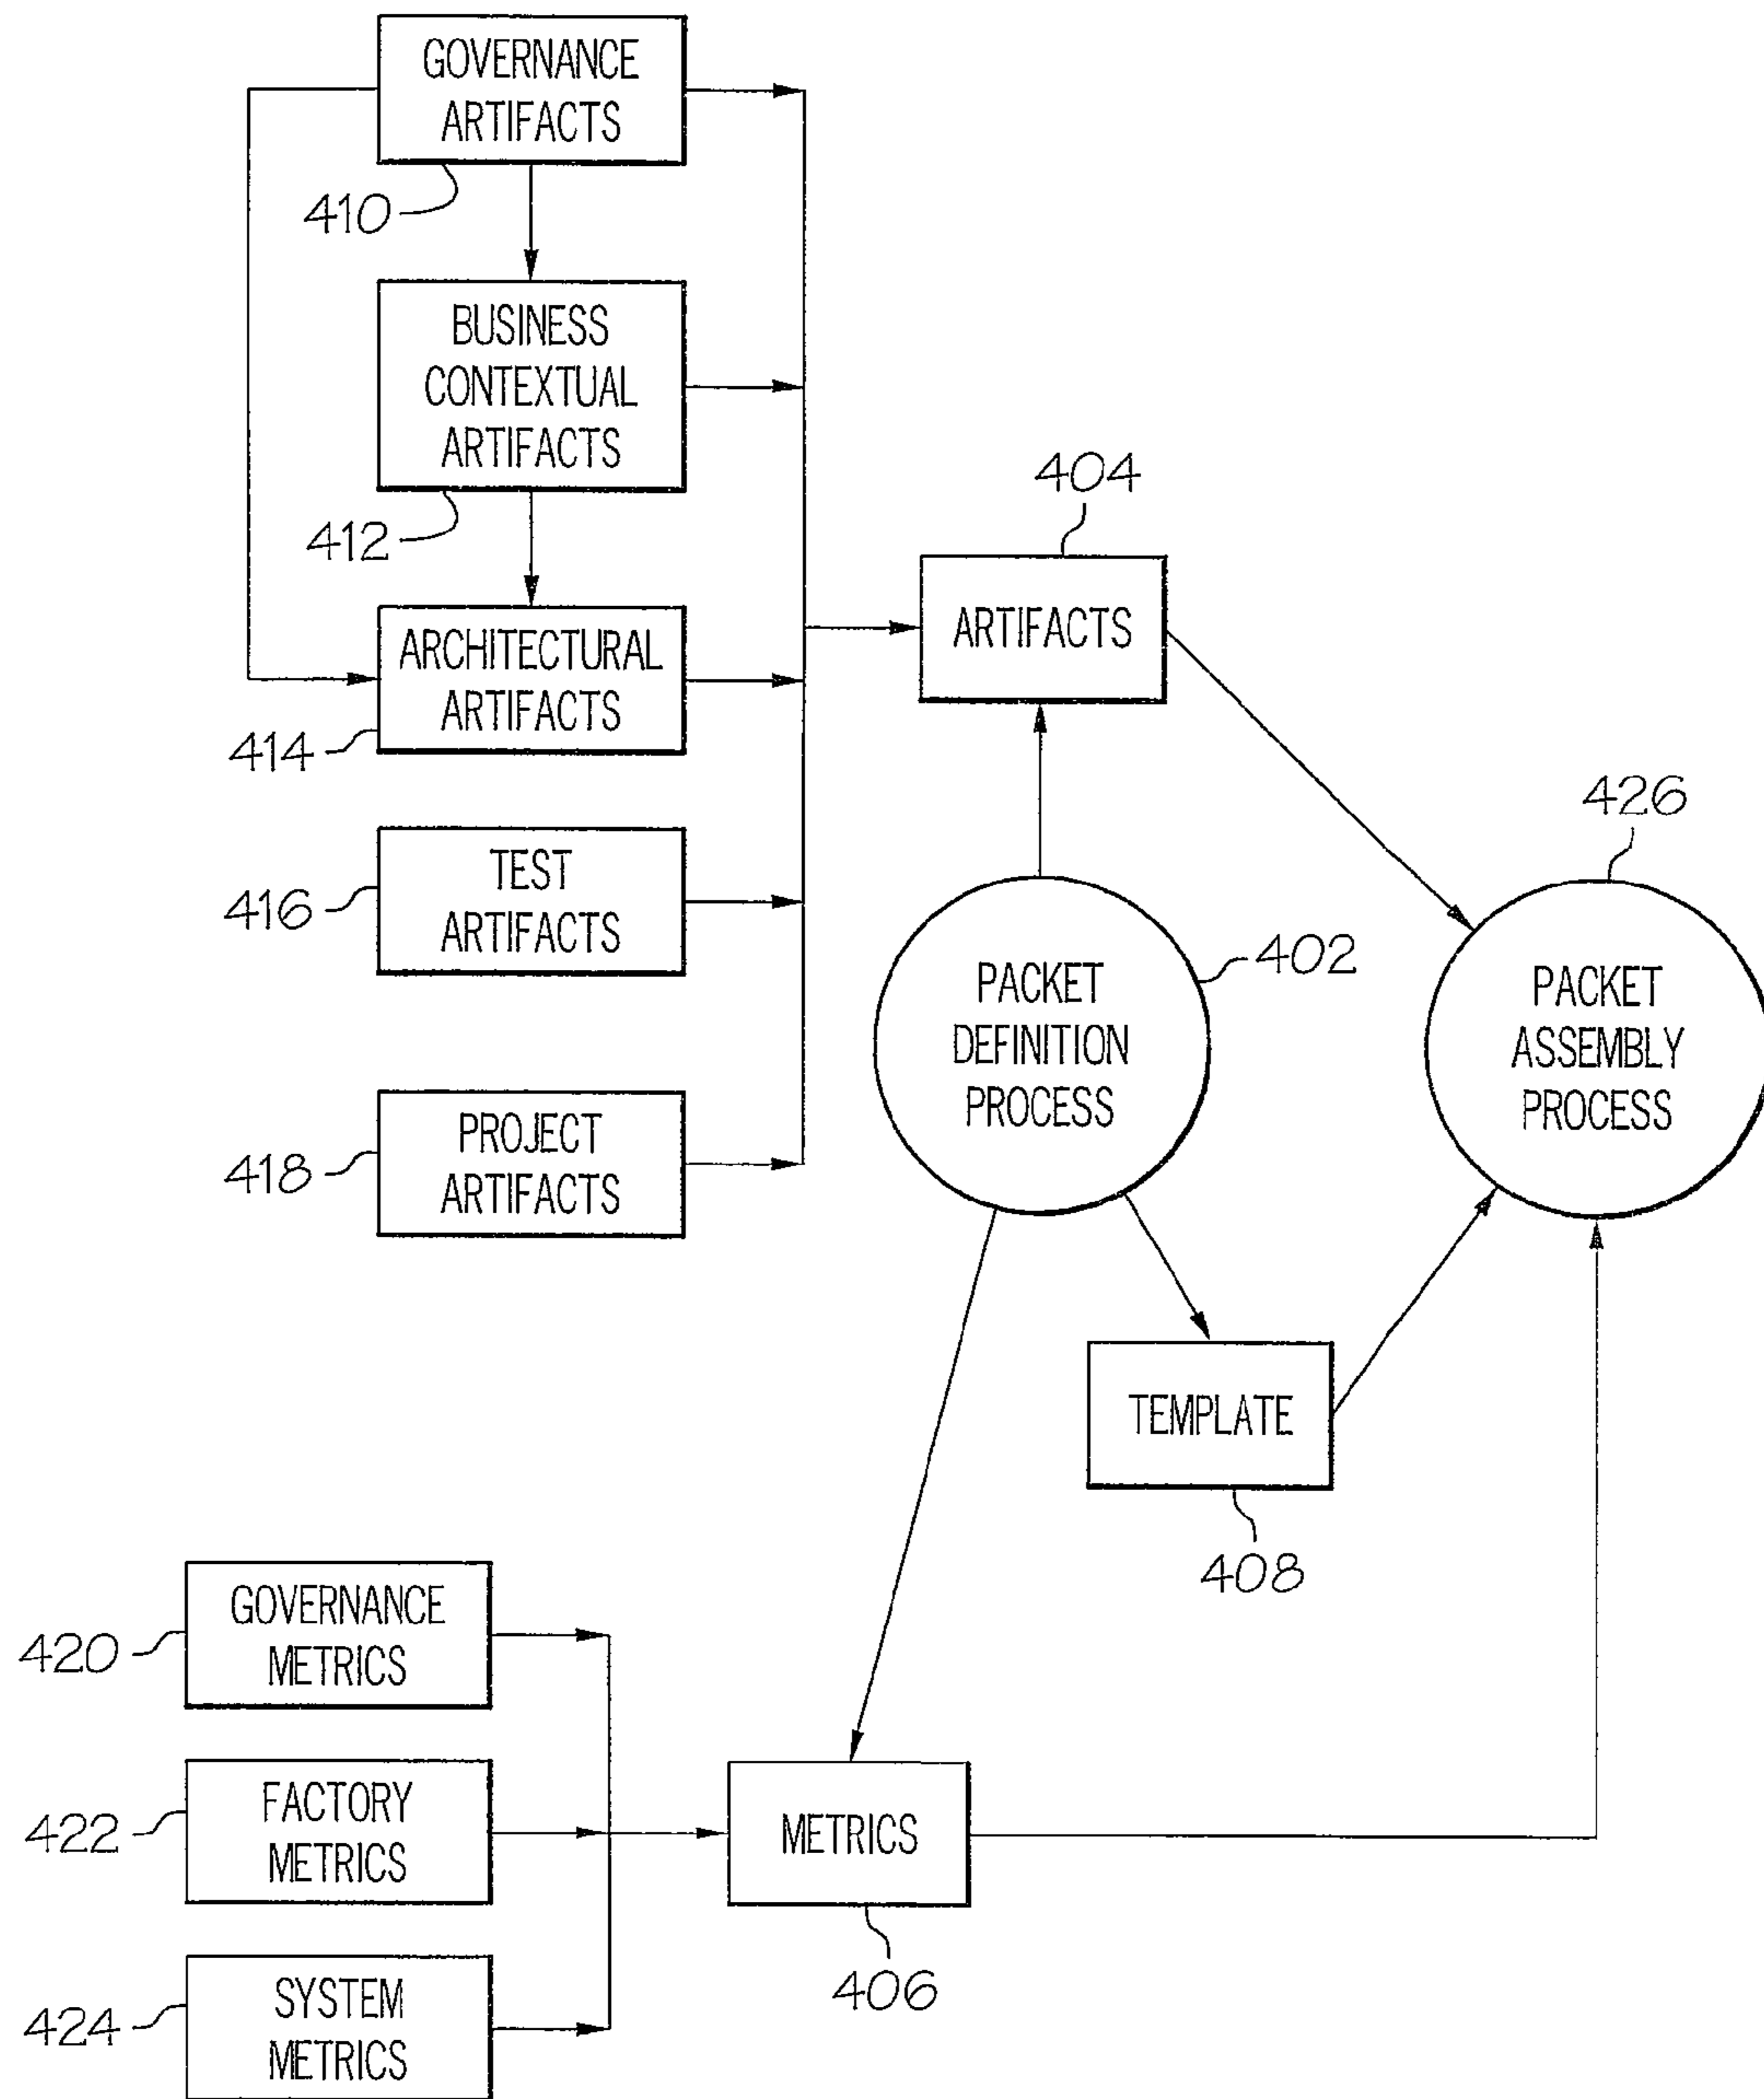 GOVERNANCE
ARTIFACTS
410
BUSINESS
CONTEXTUAL
ARTIFACTS
412
404
ARTIFACTS
ARCHITECTURAL
ARTIFACTS
414
426
TEST
ARTIFACTS
416
402
PACKET
DEFINITION
PROCESS
PACKET
ASSEMBLY
PROCESS
PROJECT
ARTIFACTS
418
TEMPLATE
408
GOVERNANCE
METRICS
420
FACTORY
METRICS
422
METRICS
406
SYSTEM
METRICS
424